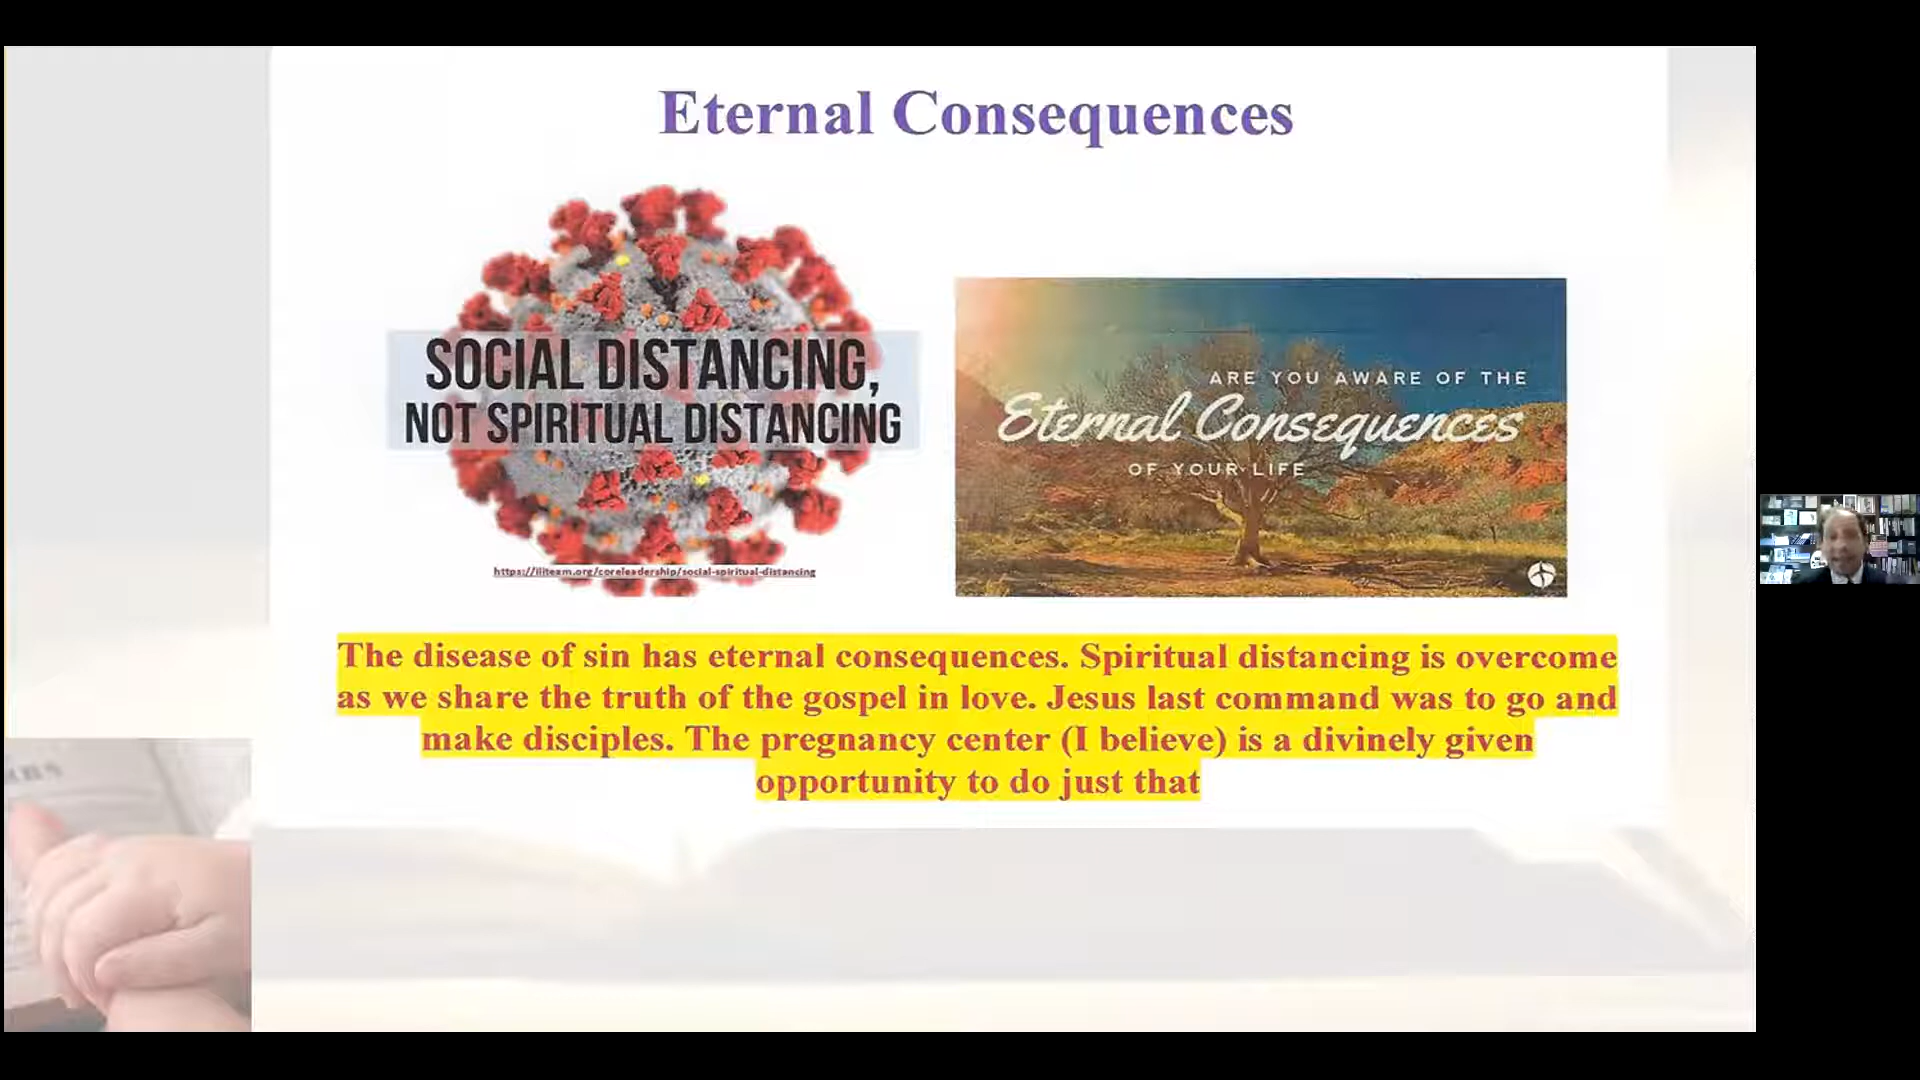 Eternal Consequences
SOCIAL DISTANCING,
NOT SPIRITUAL DISTANCING
https://iliteam.org/coreleadership/social-spiritual-distancing
ARE YOU AWARE OF THE
Eternal Consequences
OF YOUR LIFE
The disease of sin has eternal consequences. Spiritual distancing is overcome
as we share the truth of the gospel in love. Jesus last command was to go and
make disciples. The pregnancy center (I believe) is a divinely given
opportunity to do just that